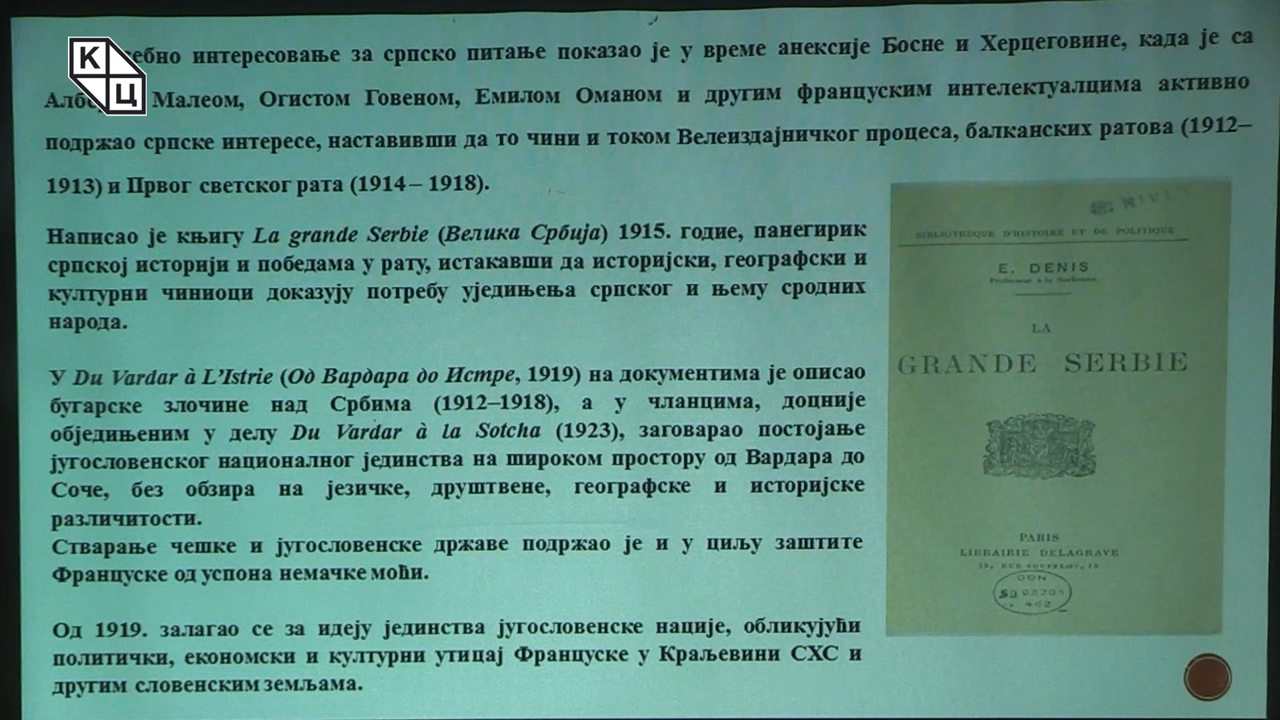 К
Ц
интересовање за српско питање показао је у време анексије Босне и Херцеговине, када је са
Малеом, Огистом Говеном, Емилом Оманом и другим француским интелектуалцима активно
подржао српске интересе, наставивши да то чини и током Велеиздајничког процеса, балканских ратова (1912–
1913) и Првог светског рата (1914 – 1918).
Написао је књигу La grande Serbie (Велика Србија) 1915. годие, панегирик
српској историји и победама у рату, истакавши да историјски, географски и
културни чиниоци доказују потребу уједињења српског и њему сродних
народа.
У Du Vardar à L’Istrie (Од Вардара до Истре, 1919) на документима је описао
бугарске злочине над Србима (1912–1918), а у чланцима, доцније
обједињеним у делу Du Vardar à la Sotcha (1923), заговарао постојање
југословенског националног јединства на широком простору од Вардара до
Соче, без обзира на језичке, друштвене, географске и историјске
различитости.
Стварање чешке и југословенске државе подржао је и у циљу заштите
Француске од успона немачке моћи.
Од 1919. залагао се за идеју јединства југословенске нације, обликујући
политички, економски и културни утицај Француске у Краљевини СХС и
другим словенским земљама.
BIBLIOTHÈQUE D'HISTOIRE ET DE POLITIQUE
E. DENIS
Professeur à la Sorbonne.
LA
GRANDE SERBIE
PARIS
LIBRAIRIE DELAGRAVE
15, RUE SOUFFLOT, 15
DON